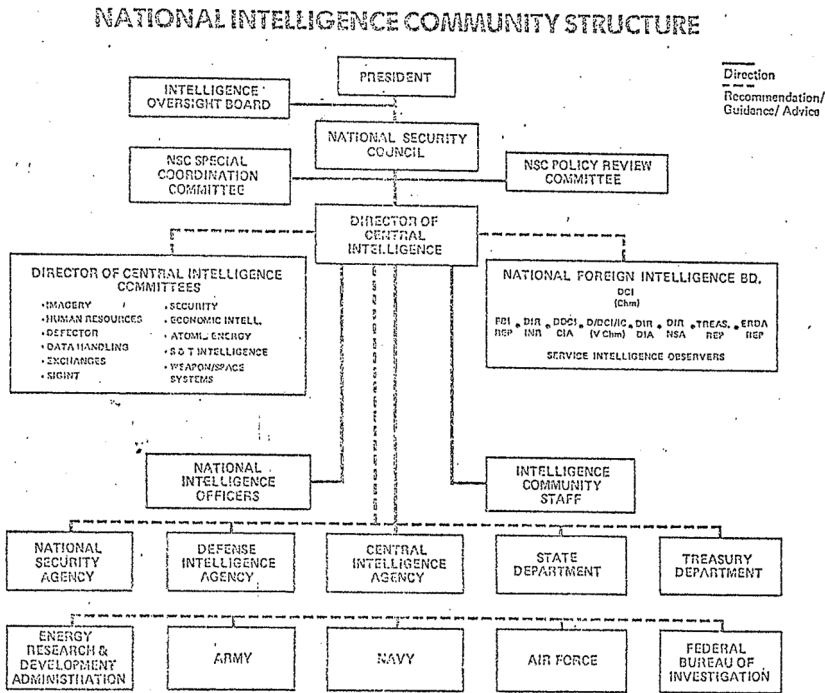 NATIONAL INTELLIGENCE COMMUNITY STRUCTURE
PRESIDENT
INTELLIGENCE
OVERSIGHT BOARD
Direction
Recommendation/
Guidance/Advice
NATIONAL SECURITY
COUNCIL
NSC SPECIAL
COORDINATION
COMMITTEE
NSC POLICY REVIEW
COMMITTEE
DIRECTOR OF
CENTRAL
INTELLIGENCE
DIRECTOR OF CENTRAL INTELLIGENCE
COMMITTEES
• IMAGERY
• HUMAN RESOURCES
• DEFECTOR
• DATA HANDLING
• EXCHANGES
• SIGINT
• SECURITY
• ECONOMIC INTELL.
• ATOMIC ENERGY
• S & T INTELLIGENCE
• WEAPON/SPACE
SYSTEMS
NATIONAL FOREIGN INTELLIGENCE BD.
DCI
(Chm)
FBI • DIR • DDCI • D/DCI/IC • DIR • DIR • TREAS. • ERDA
REP INR CIA (V Chm) DIA NSA REP REP
SERVICE INTELLIGENCE OBSERVERS
NATIONAL
INTELLIGENCE
OFFICERS
INTELLIGENCE
COMMUNITY
STAFF
NATIONAL
SECURITY
AGENCY
DEFENSE
INTELLIGENCE
AGENCY
CENTRAL
INTELLIGENCE
AGENCY
STATE
DEPARTMENT
TREASURY
DEPARTMENT
ENERGY
RESEARCH &
DEVELOPMENT
ADMINISTRATION
ARMY
NAVY
AIR FORCE
FEDERAL
BUREAU OF
INVESTIGATION